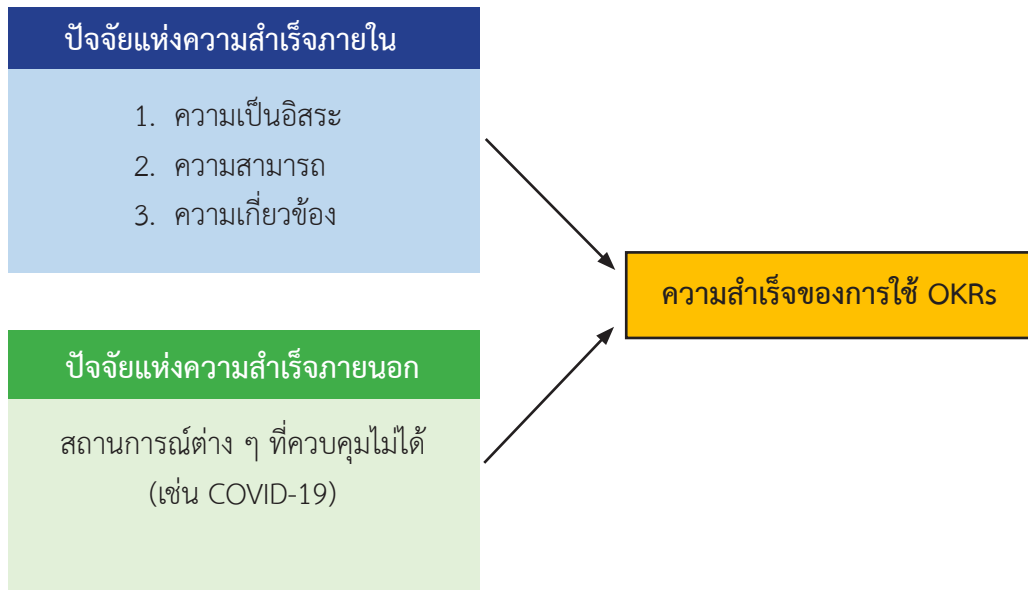 ปัจจัยแห่งความสำเร็จภายใน
1. ความเป็นอิสระ
2. ความสามารถ
3. ความเกี่ยวข้อง
ความสำเร็จของการใช้ OKRs
ปัจจัยแห่งความสำเร็จภายนอก
สถานการณ์ต่าง ๆ ที่ควบคุมไม่ได้
(เช่น COVID-19)